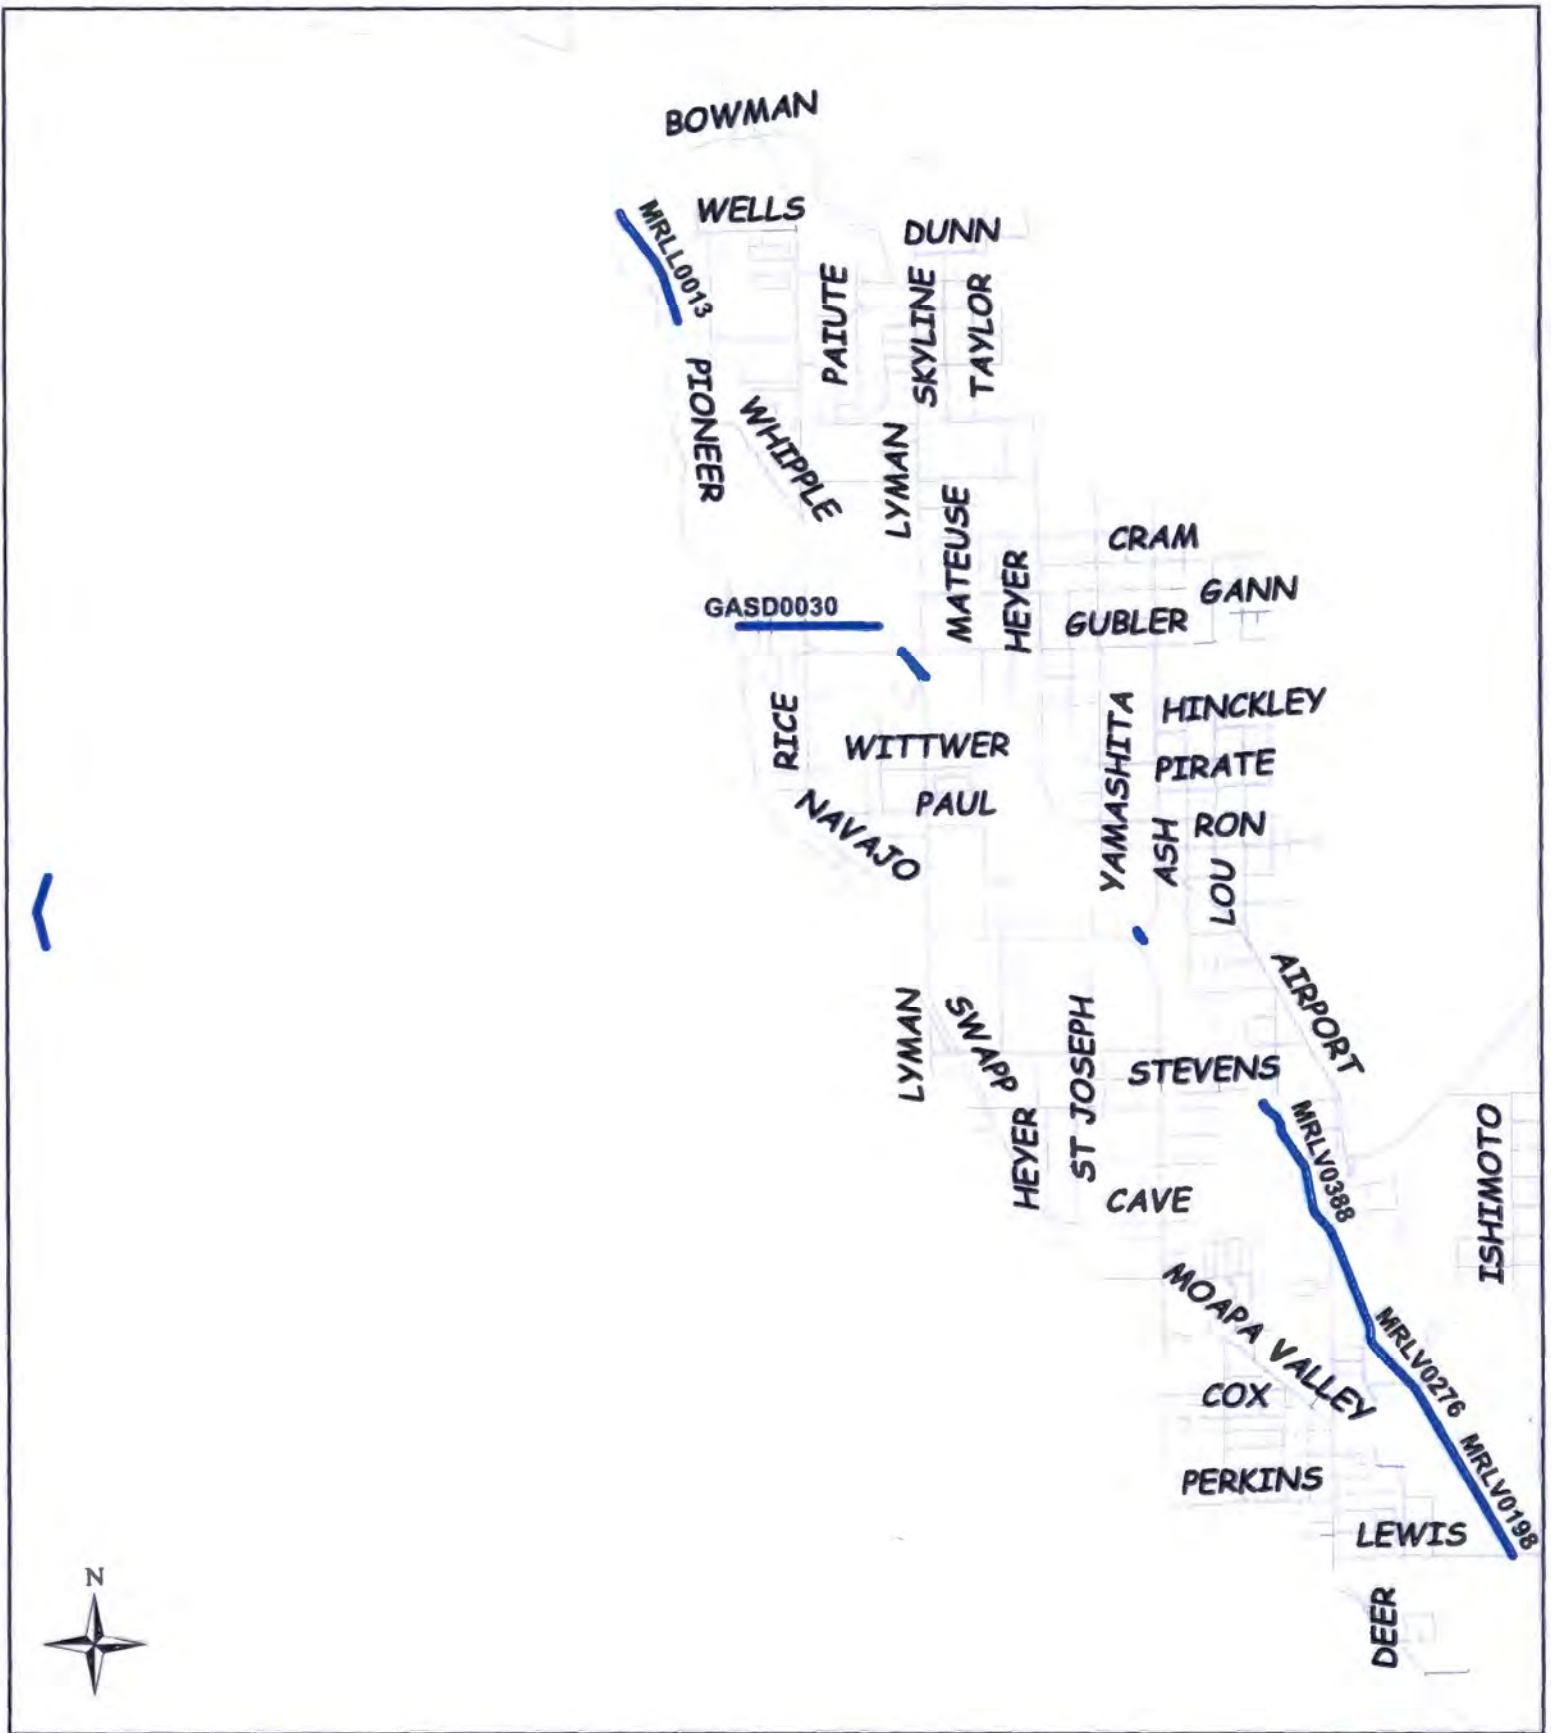 BOWMAN
WELLS
MRLL0013
DUNN
PAIUTE
SKYLINE
TAYLOR
PIONEER
WHIPPLE
LYMAN
MATEUSE
HEYER
CRAM
GANN
GASD0030
GUBLER
RICE
WITTWER
YAMASHITA
HINCKLEY
PIRATE
PAUL
NAVAJO
ASH
RON
LOU
AIRPORT
LYMAN
SWAPP
ST JOSEPH
STEVENS
HEYER
MRLV0388
ISHIMOTO
CAVE
MOAPA VALLEY
MRLV0276
COX
MRLV0198
PERKINS
LEWIS
N
DEER